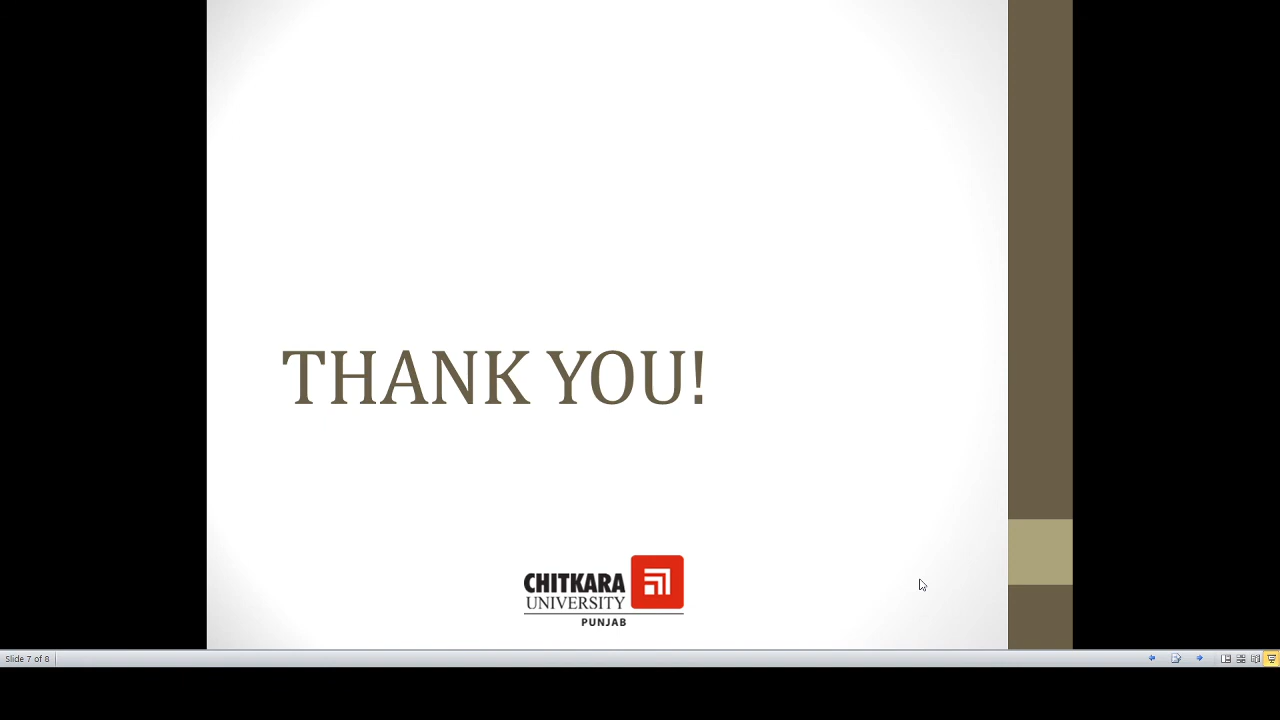 THANK YOU!
CHITKARA
UNIVERSITY
PUNJAB
Slide 7 of 8